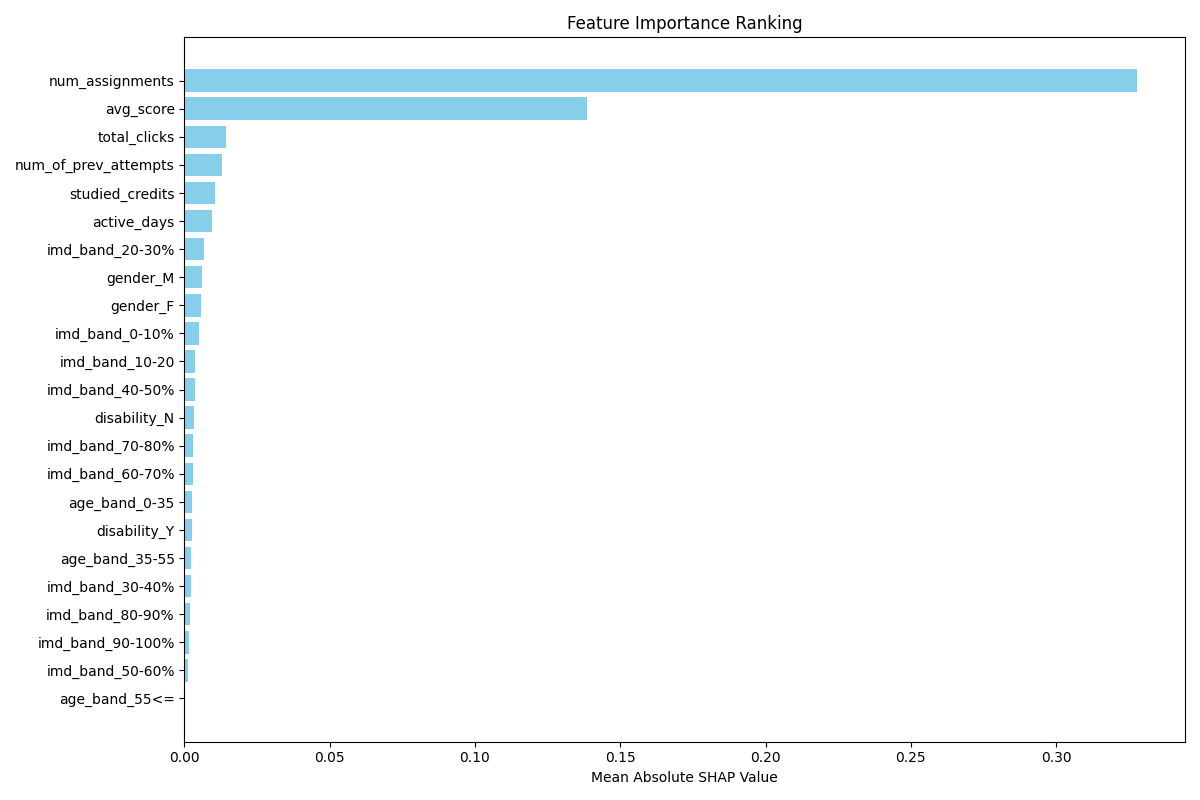 Feature Importance Ranking
num_assignments
avg_score
total_clicks
num_of_prev_attempts
studied_credits
active_days
imd_band_20-30%
gender_M
gender_F
imd_band_0-10%
imd_band_10-20
imd_band_40-50%
disability_N
imd_band_70-80%
imd_band_60-70%
age_band_0-35
disability_Y
age_band_35-55
imd_band_30-40%
imd_band_80-90%
imd_band_90-100%
imd_band_50-60%
age_band_55<=
0.00 0.05 0.10 0.15 0.20 0.25 0.30
Mean Absolute SHAP Value